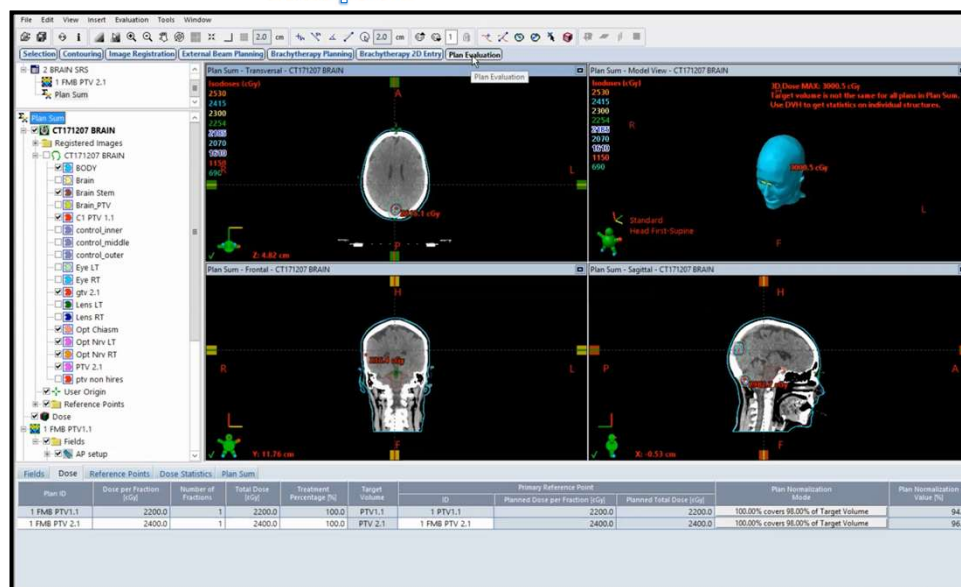 File Edit View Insert Evaluation Tools Window
2.0 cm 2.0 cm 1
Selection Contouring Image Registration External Beam Planning Brachytherapy Planning Brachytherapy 2D Entry Plan Evaluation
Plan Evaluation
2 BRAIN SRS
1 FMB PTV 2.1
Plan Sum
Plan Sum
CT171207 BRAIN
Registered Images
CT171207 BRAIN
BODY
Brain
Brain Stem
Brain_PTV
C1 PTV 1.1
control_inner
control_middle
control_outer
Eye LT
Eye RT
gtv 2.1
Lens LT
Lens RT
Opt Chiasm
Opt Nrv LT
Opt Nrv RT
PTV 2.1
ptv non hires
User Origin
Reference Points
Dose
1 FMB PTV1.1
Fields
AP setup
Plan Sum - Transversal - CT171207 BRAIN
Isodoses [cGy]
2530
2415
2300
2254
2185
2070
1610
1150
690
A
R
L
P
Z: 4.82 cm
Plan Sum - Model View - CT171207 BRAIN
Isodoses [cGy]
2530
2415
2300
2254
2185
2070
1610
1150
690
3D Dose MAX: 3000.5 cGy
Target volume is not the same for all plans in Plan Sum.
Use DVH to get statistics on individual structures.
R
3000.5 cGy
L
Standard
Head First-Supine
F
Plan Sum - Frontal - CT171207 BRAIN
H
R
L
F
Y: 11.76 cm
Plan Sum - Sagittal - CT171207 BRAIN
H
P
A
F
X: -0.53 cm
Fields Dose Reference Points Dose Statistics Plan Sum
Plan ID Dose per Fraction [cGy] Number of Fractions Total Dose [cGy] Treatment Percentage [%] Target Volume Primary Reference Point Plan Normalization Mode Plan Normalization Value [%]
ID Planned Dose per Fraction [cGy] Planned Total Dose [cGy]
1 FMB PTV1.1 2200.0 1 2200.0 100.0 PTV1.1 1 PTV1.1 2200.0 2200.0 100.00% covers 98.00% of Target Volume 94.
1 FMB PTV 2.1 2400.0 1 2400.0 100.0 PTV 2.1 1 FMB PTV 2.1 2400.0 2400.0 100.00% covers 98.00% of Target Volume 96.